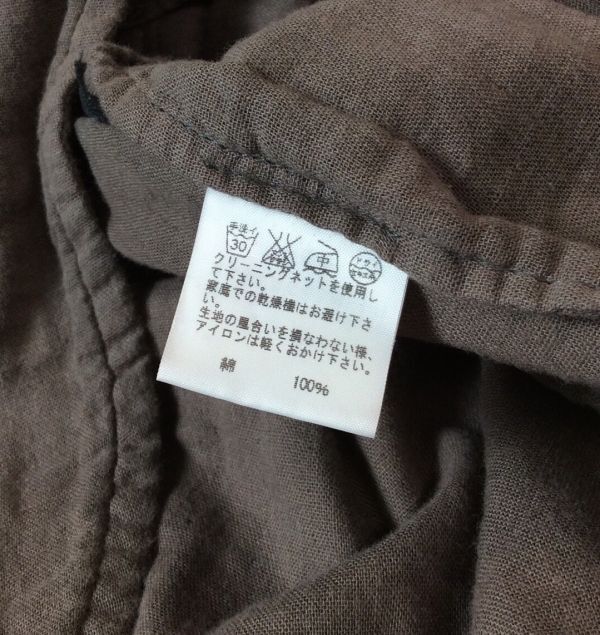 手洗イ
30
中
ドライ
クリーニングネットを使用し
て下さい。
家庭での乾燥機はお避け下さ
い。
生地の風合いを損なわない様、
アイロンは軽くおかけ下さい。
綿 100%